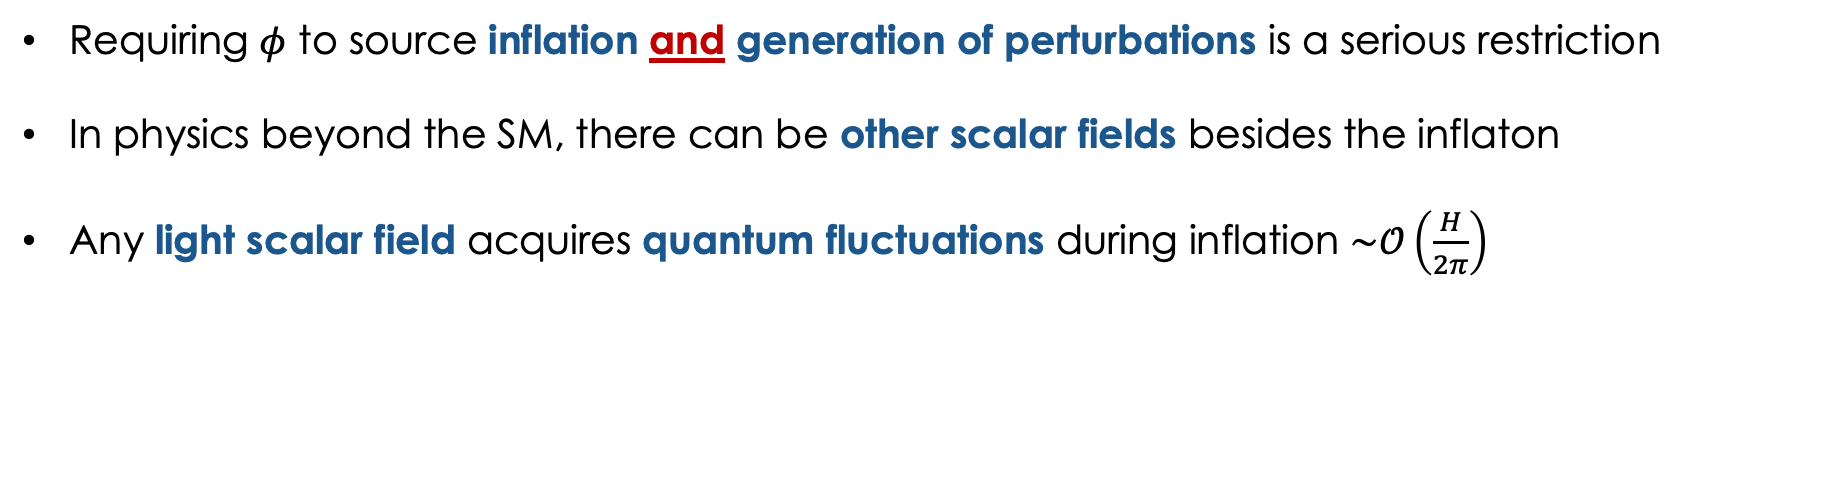 • Requiring ϕ to source inflation and generation of perturbations is a serious restriction
• In physics beyond the SM, there can be other scalar fields besides the inflaton
• Any light scalar field acquires quantum fluctuations during inflation ~𝒪(H/2π)